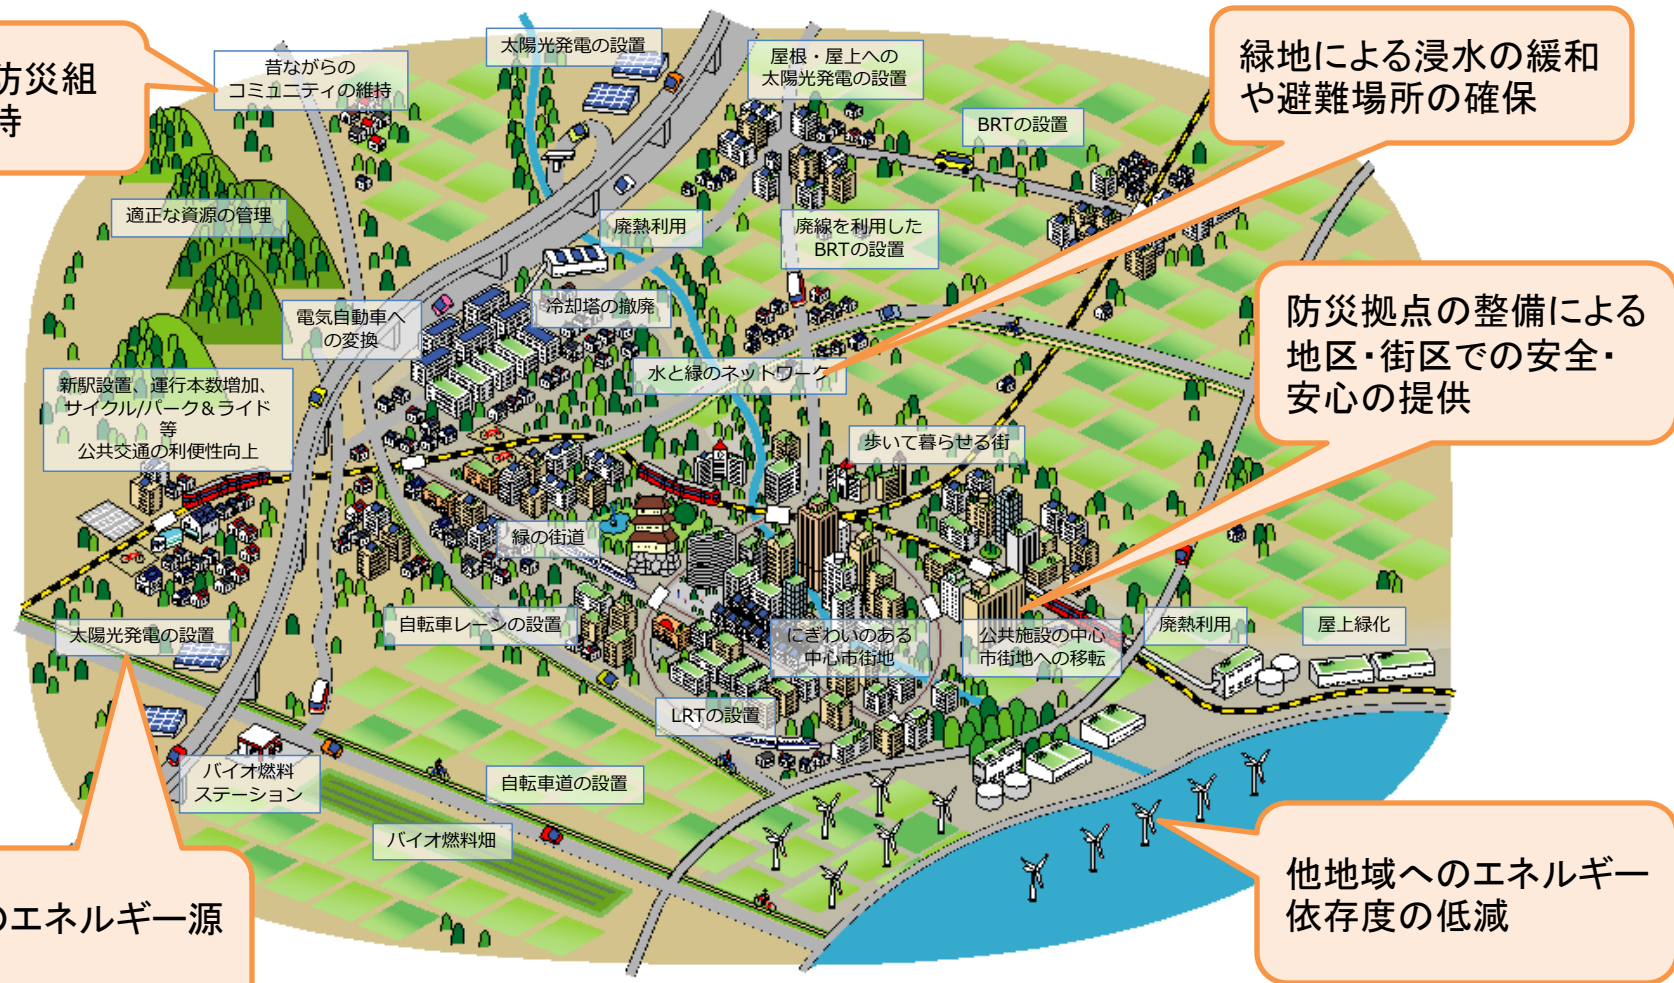 防災組
持
昔ながらの
コミュニティの維持
太陽光発電の設置
屋根・屋上への
太陽光発電の設置
BRTの設置
緑地による浸水の緩和
や避難場所の確保
適正な資源の管理
廃熱利用
廃線を利用した
BRTの設置
電気自動車へ
の変換
冷却塔の撤廃
防災拠点の整備による
地区・街区での安全・
安心の提供
新駅設置、運行本数増加、
サイクル/パーク＆ライド
等
公共交通の利便性向上
水と緑のネットワーク
歩いて暮らせる街
緑の街道
太陽光発電の設置
自転車レーンの設置
にぎわいのある
中心市街地
公共施設の中心
市街地への移転
廃熱利用
屋上緑化
LRTの設置
バイオ燃料
ステーション
自転車道の設置
バイオ燃料畑
のエネルギー源
他地域へのエネルギー
依存度の低減